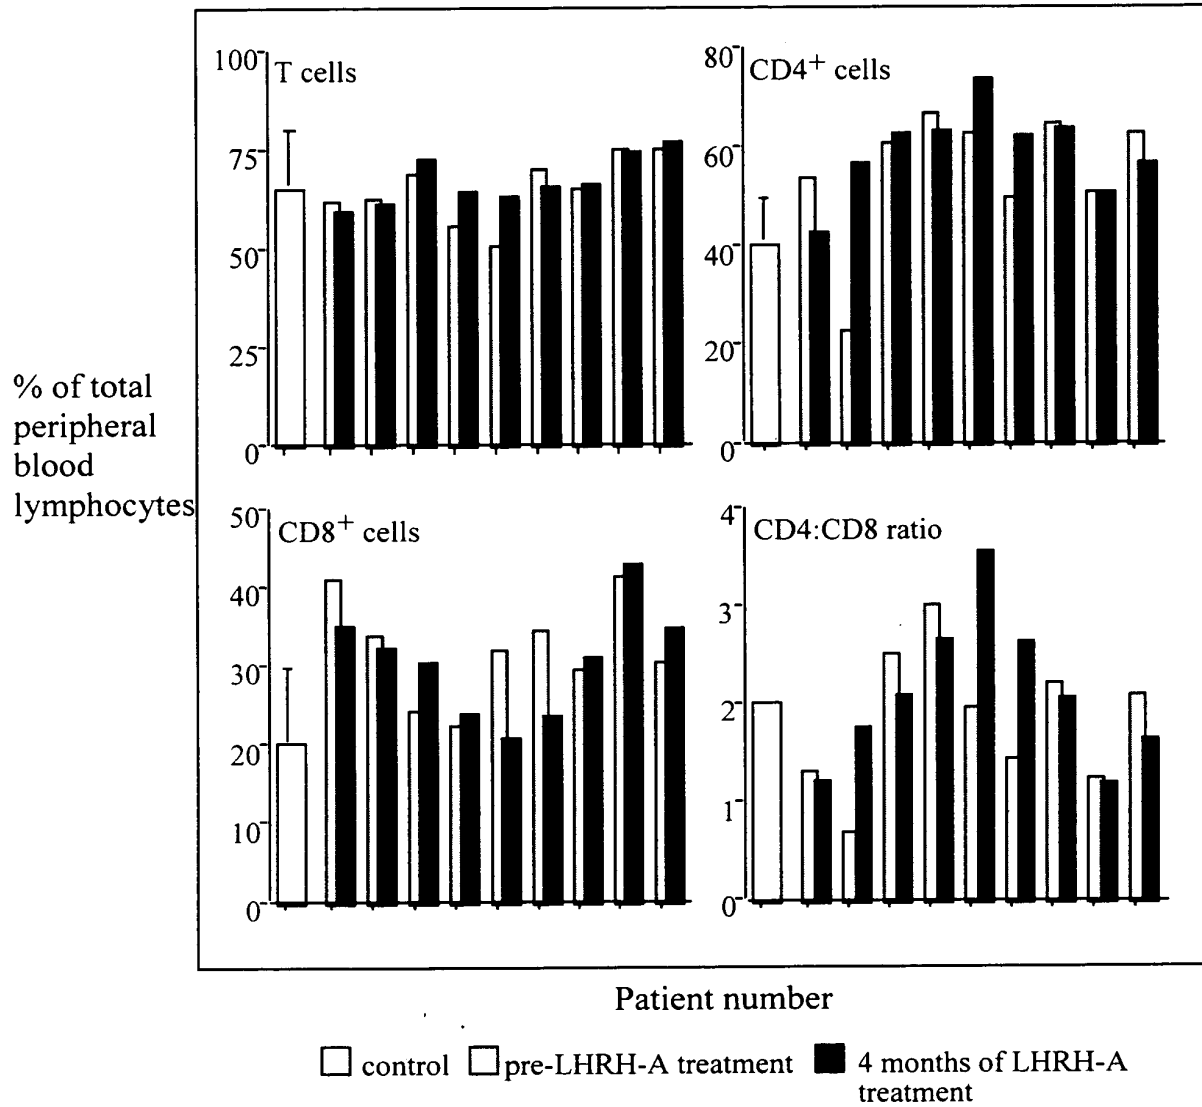 % of total
peripheral
blood
lymphocytes
T cells
100
75
50
25
0
CD4+ cells
80
60
40
20
0
CD8+ cells
50
40
30
20
10
0
CD4:CD8 ratio
4
3
2
1
0
Patient number
control
pre-LHRH-A treatment
4 months of LHRH-A
treatment